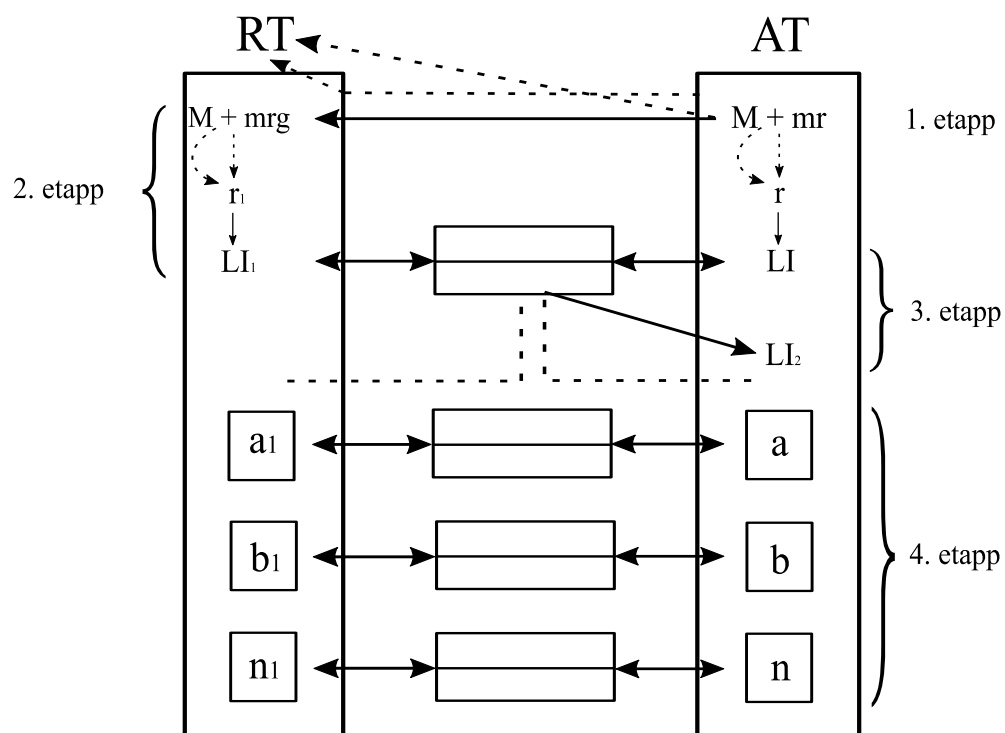 RT AT
M + mrg M + mr 1. etapp
2. etapp r₁ r
LI₁ LI
3. etapp
LI₂
a1 a
b1 b 4. etapp
n1 n